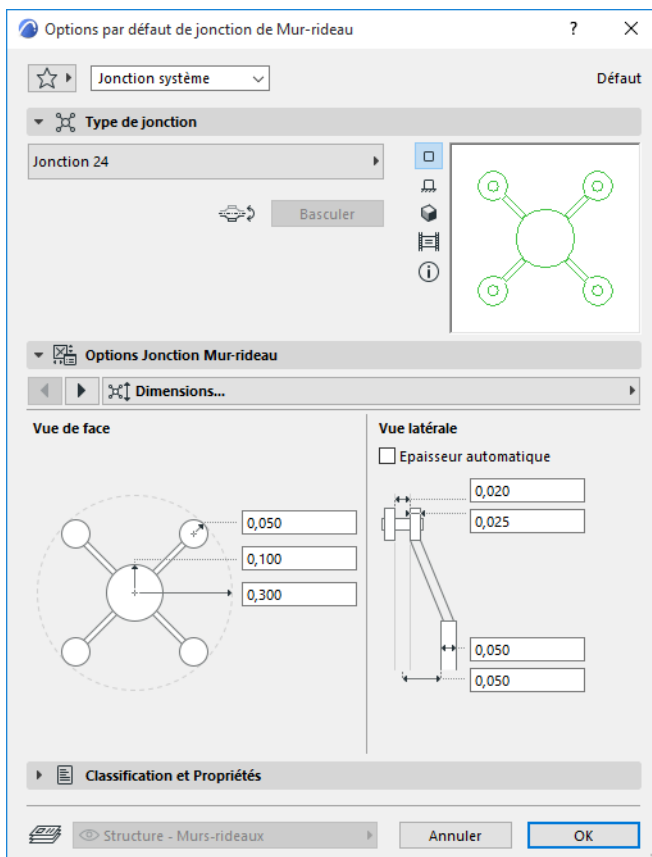 Options par défaut de jonction de Mur-rideau ?
Jonction système Défaut
Type de jonction
Jonction 24
Basculer
Options Jonction Mur-rideau
Dimensions...
Vue de face
0,050
0,100
0,300
Vue latérale
Epaisseur automatique
0,020
0,025
0,050
0,050
Classification et Propriétés
Structure - Murs-rideaux Annuler OK